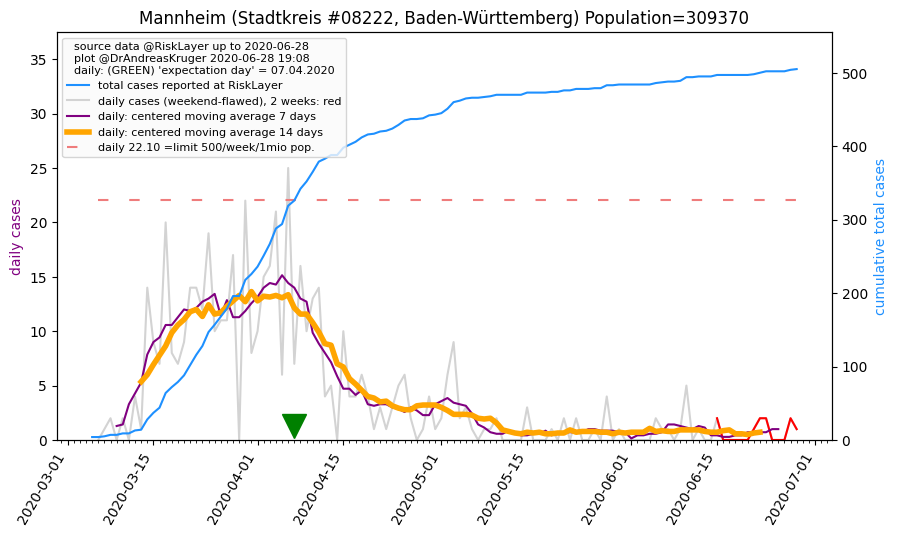 Mannheim (Stadtkreis #08222, Baden-Württemberg) Population=309370
source data @RiskLayer up to 2020-06-28
plot @DrAndreasKruger 2020-06-28 19:08
daily: (GREEN) 'expectation day' = 07.04.2020
total cases reported at RiskLayer
daily cases (weekend-flawed), 2 weeks: red
daily: centered moving average 7 days
daily: centered moving average 14 days
daily 22.10 =limit 500/week/1mio pop.
daily cases
35
30
25
20
15
10
5
0
cumulative total cases
500
400
300
200
100
0
2020-03-01
2020-03-15
2020-04-01
2020-04-15
2020-05-01
2020-05-15
2020-06-01
2020-06-15
2020-07-01